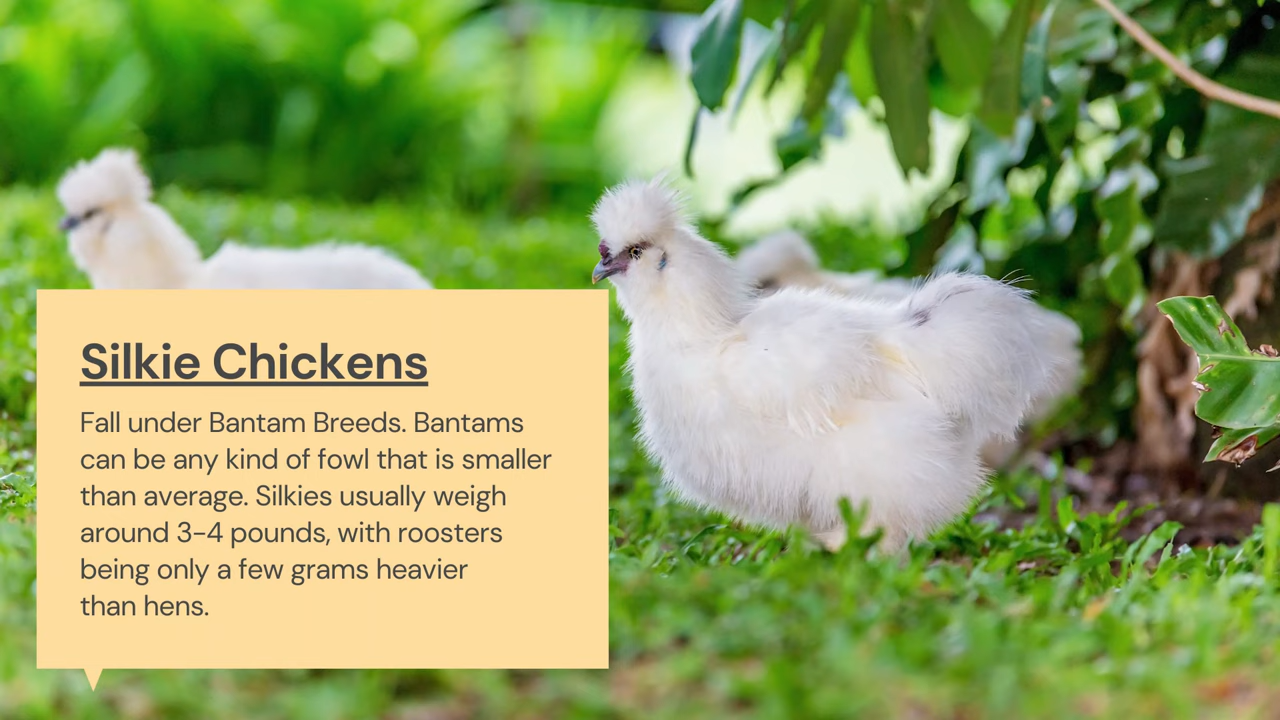 Silkie Chickens
Fall under Bantam Breeds. Bantams
can be any kind of fowl that is smaller
than average. Silkies usually weigh
around 3-4 pounds, with roosters
being only a few grams heavier
than hens.